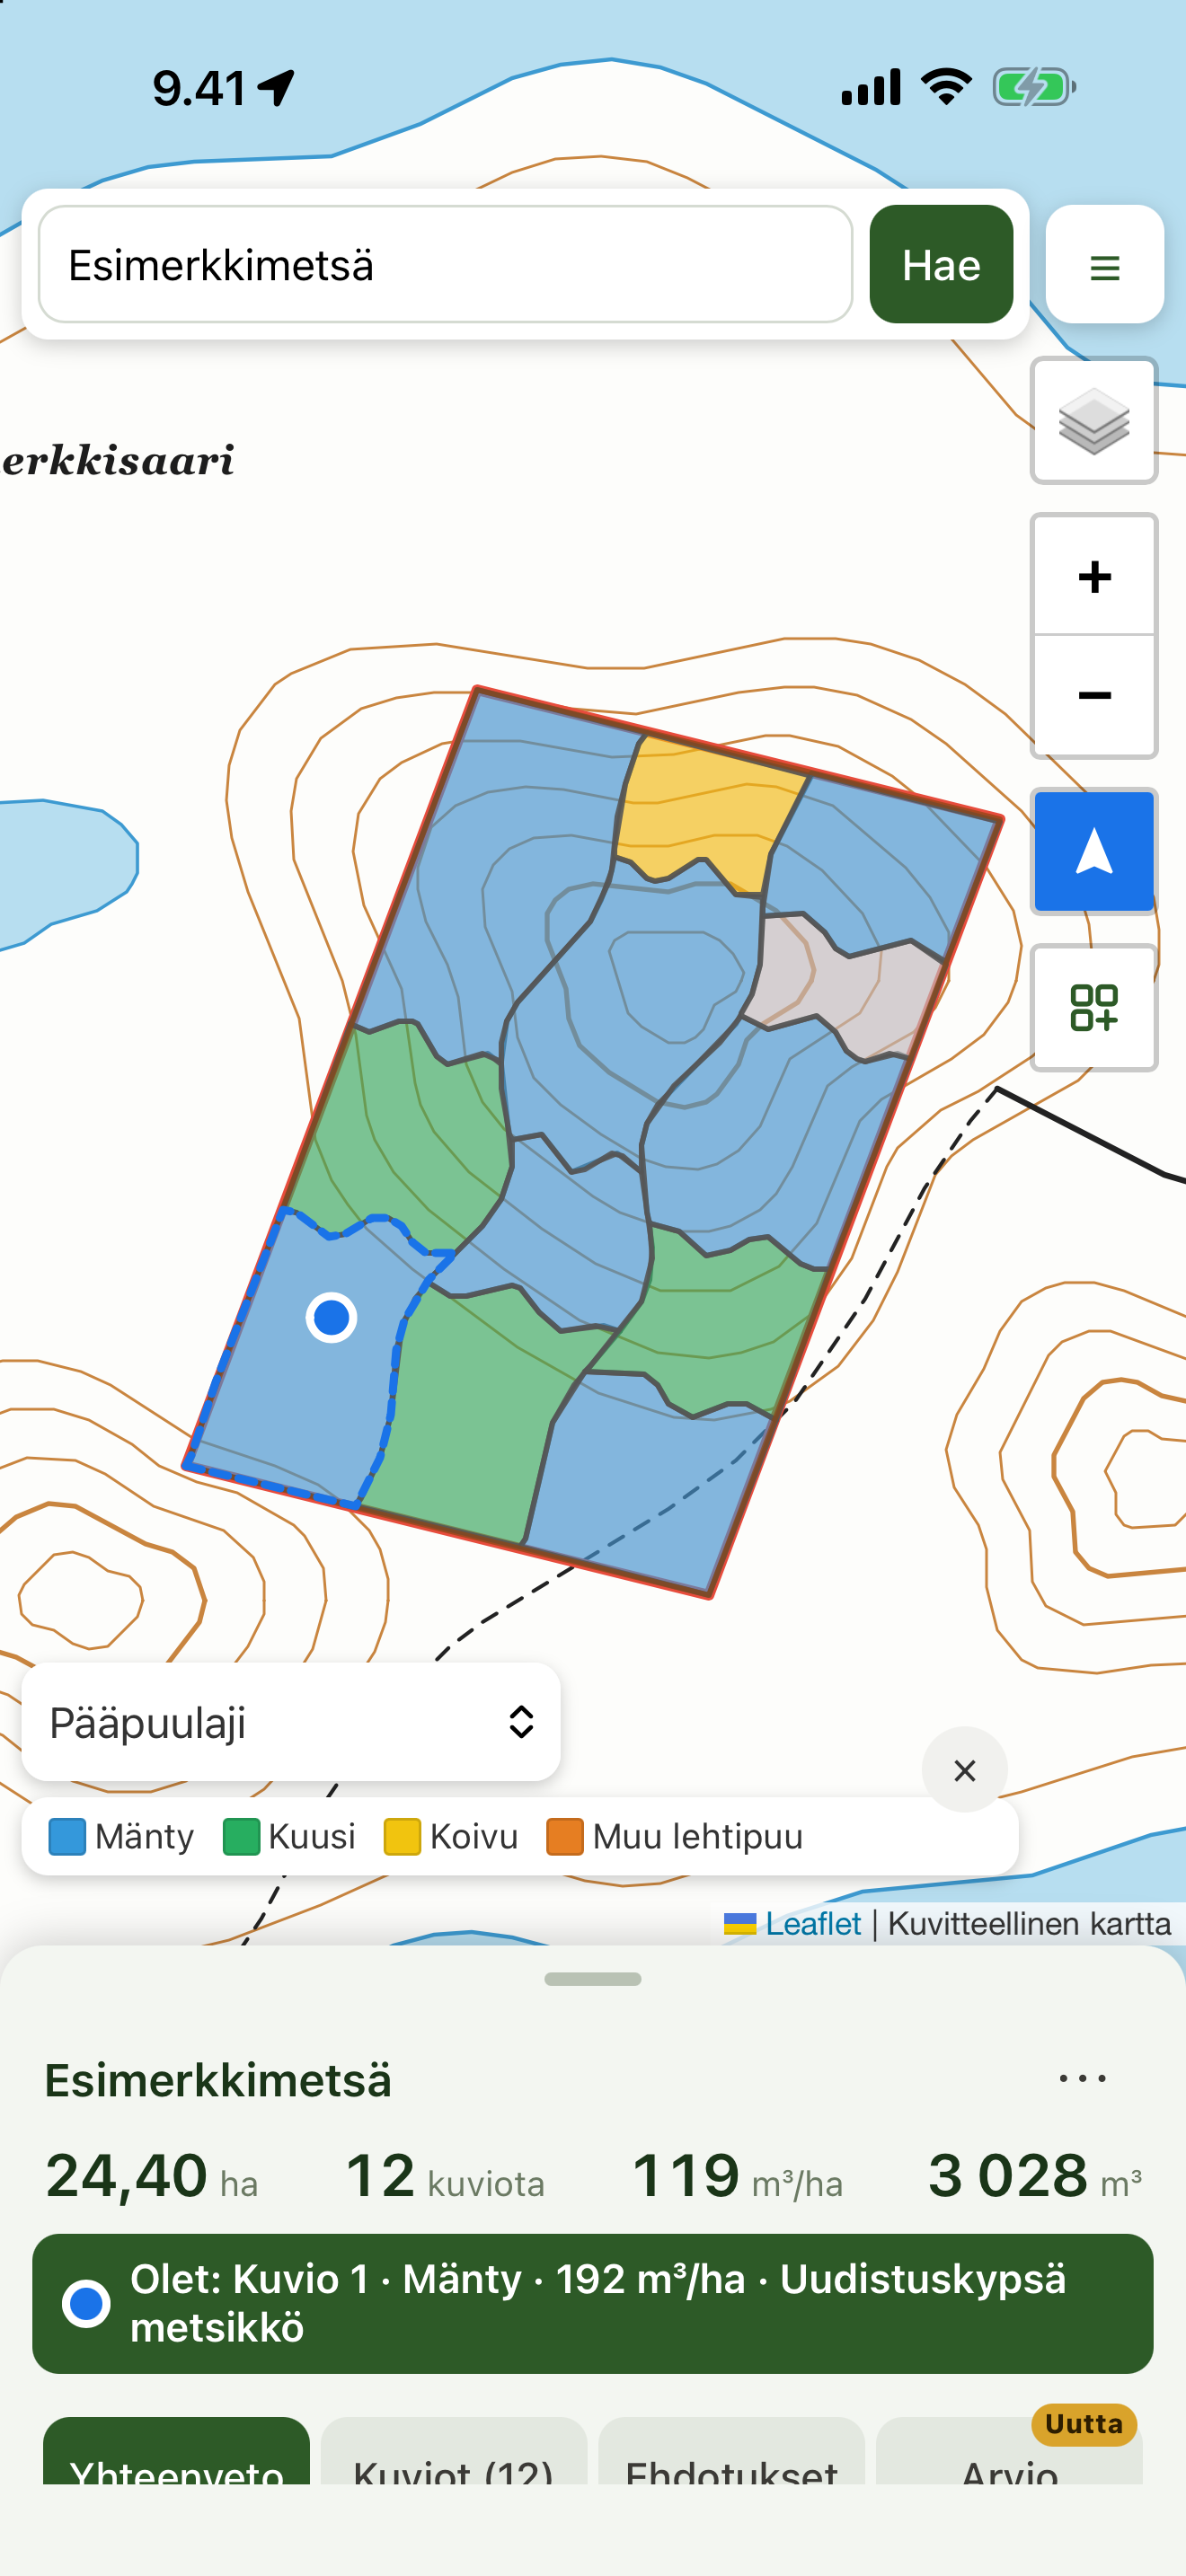 9.41
Esimerkkimetsä
Hae
erkkisaari
+
−
Pääpuulaji
×
Mänty Kuusi Koivu Muu lehtipuu
Leaflet | Kuvitteellinen kartta
Esimerkkimetsä
24,40 ha 12 kuviota 119 m³/ha 3 028 m³
Olet: Kuvio 1 · Mänty · 192 m³/ha · Uudistuskypsä
metsikkö
Uutta
Yhteenveto Kuviot (12) Ehdotukset Arvio